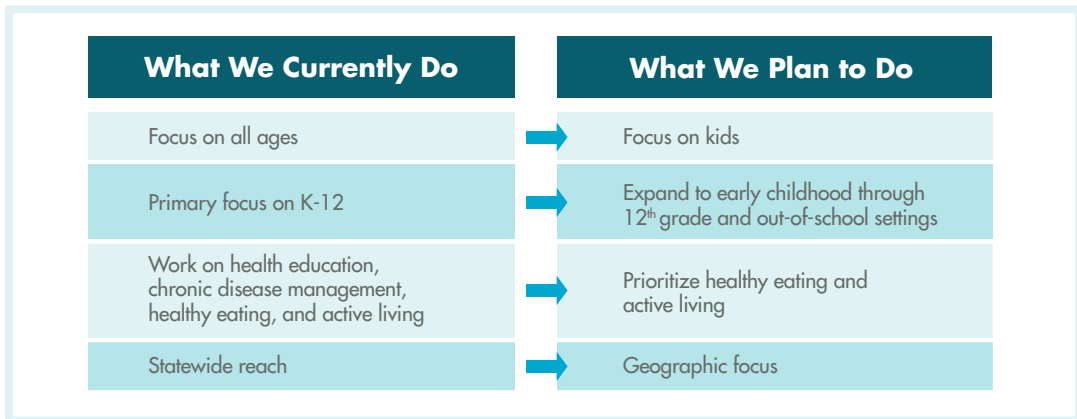 What We Currently Do
What We Plan to Do
Focus on all ages
Focus on kids
Primary focus on K-12
Expand to early childhood through
12th grade and out-of-school settings
Work on health education,
chronic disease management,
healthy eating, and active living
Prioritize healthy eating and
active living
Statewide reach
Geographic focus